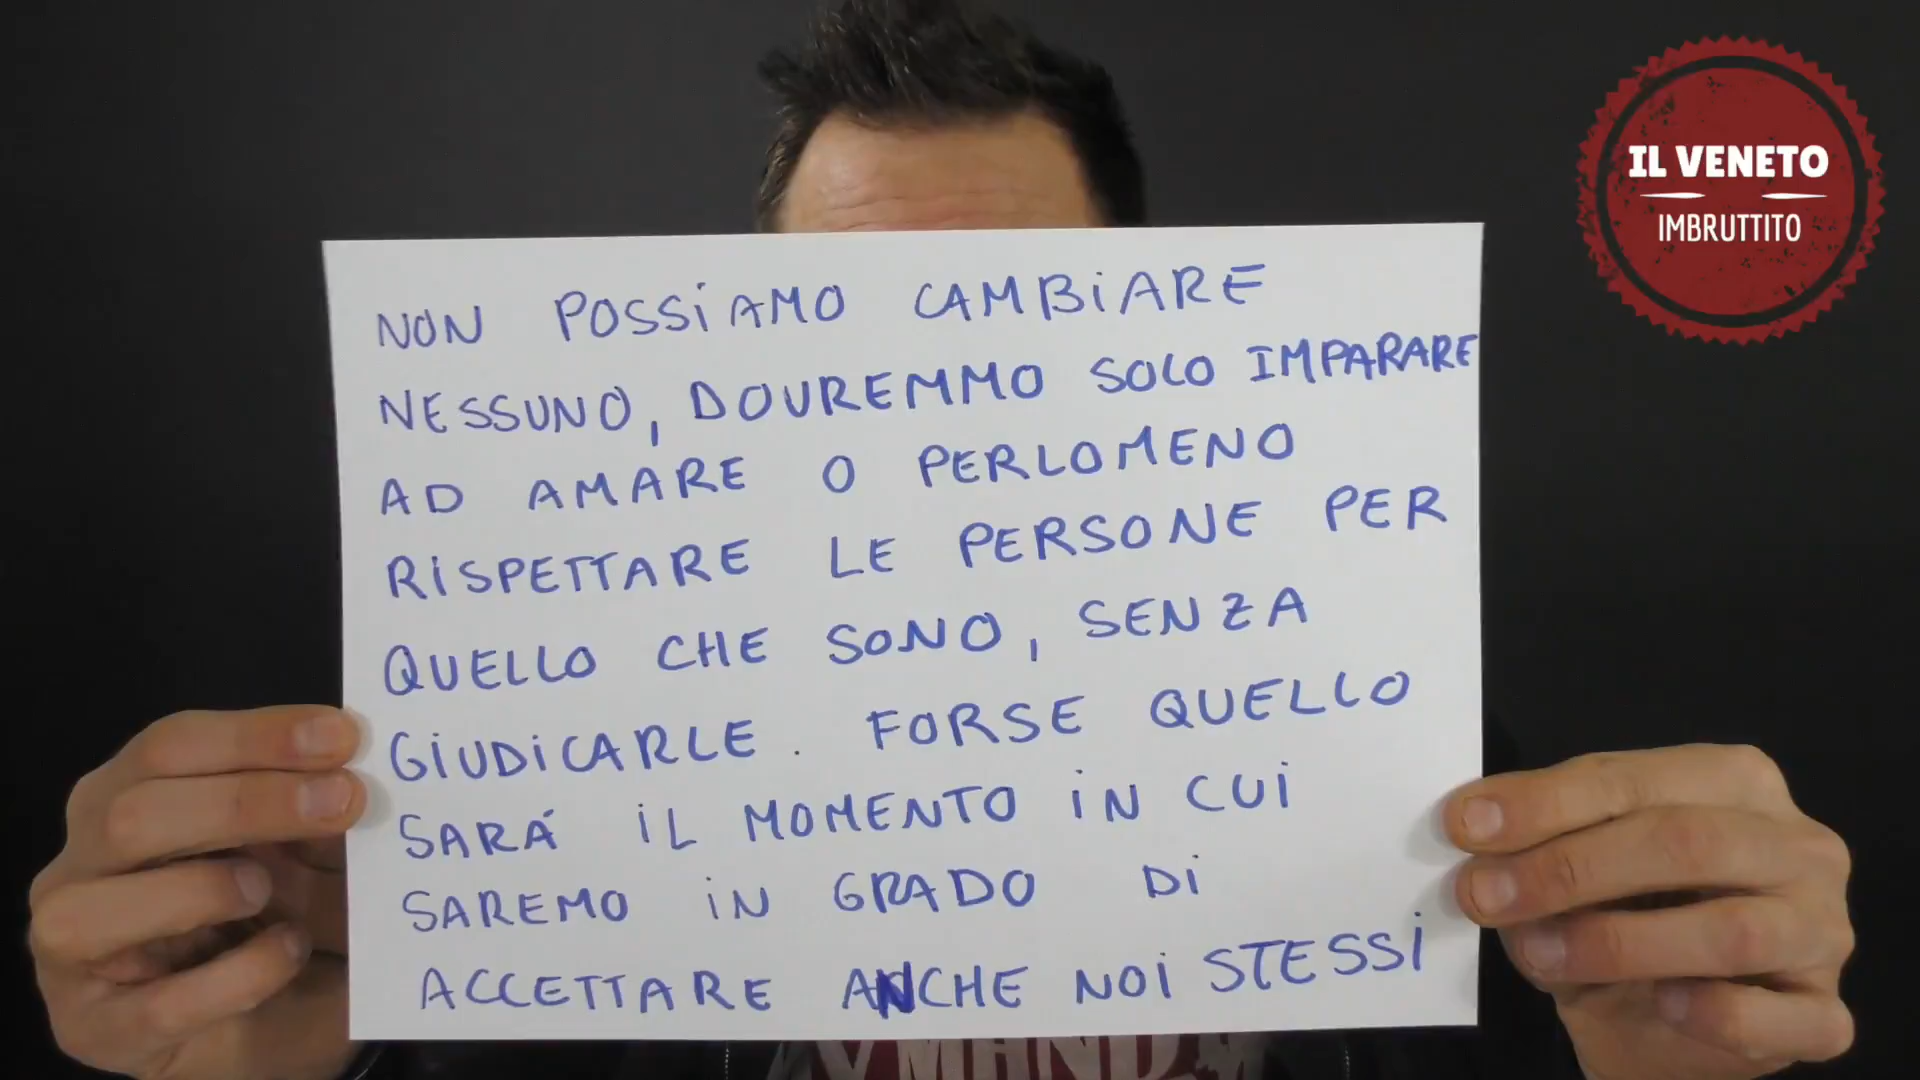 NON POSSiAMO CAMBiARE
NESSUNO, DOVREMMO SOLO IMPARARE
AD AMARE O PERLOMENO
RiSPETTARE LE PERSONE PER
QUELLO CHE SONO, SENZA
GiUDiCARLE. FORSE QUELLO
SARÁ iL MOMENTO iN CUi
SAREMO iN GRADO Di
ACCETTARE ANCHE NOi STESSi
IL VENETO
IMBRUTTITO